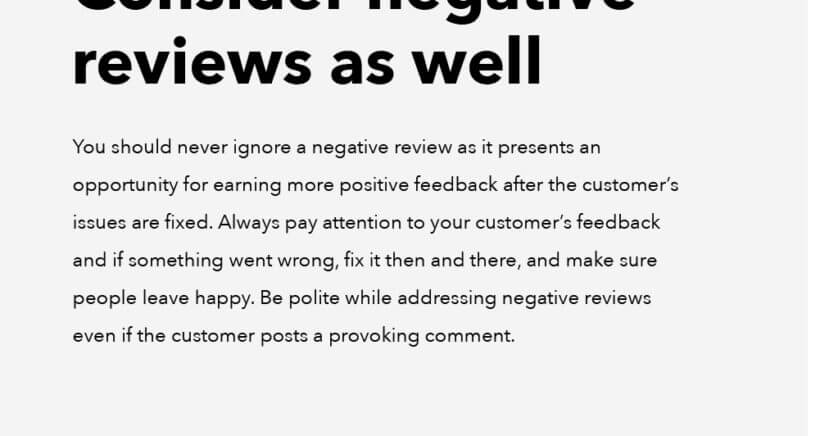 Consider negative
reviews as well
You should never ignore a negative review as it presents an
opportunity for earning more positive feedback after the customer’s
issues are fixed. Always pay attention to your customer’s feedback
and if something went wrong, fix it then and there, and make sure
people leave happy. Be polite while addressing negative reviews
even if the customer posts a provoking comment.